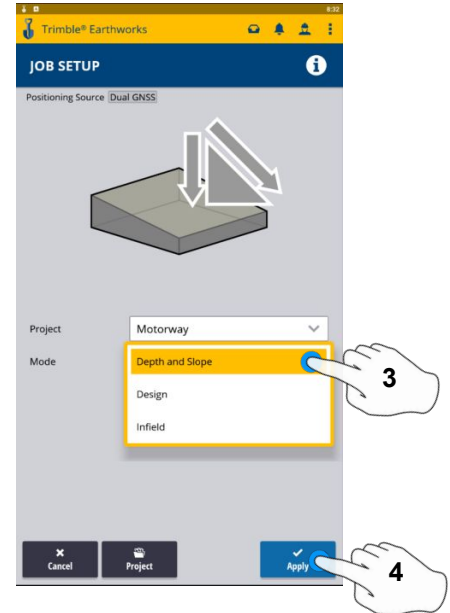 8:32
Trimble® Earthworks
JOB SETUP
Positioning Source Dual GNSS
Project Motorway
Mode Depth and Slope
3
Design
Infield
Cancel Project Apply
4